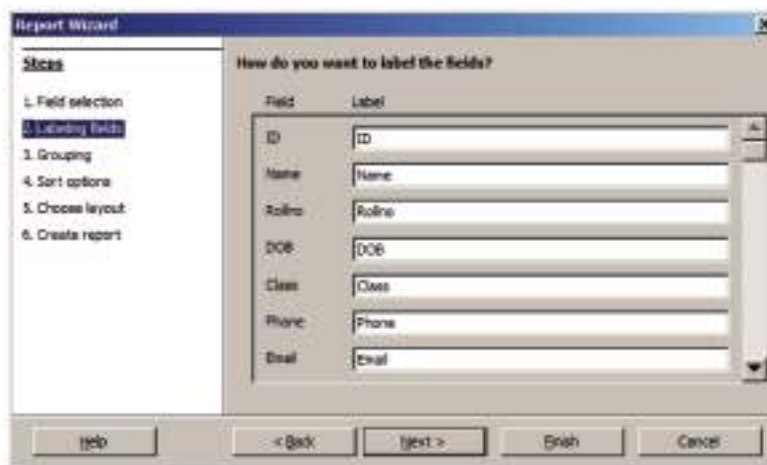 Report Wizard
Steps
How do you want to label the fields?
1. Field selection
2. Labeling fields
3. Grouping
4. Sort options
5. Choose layout
6. Create report
Field Label
ID ID
Name Name
Rollno Rollno
DOB DOB
Class Class
Phone Phone
Email Email
Help < Back Next > Finish Cancel